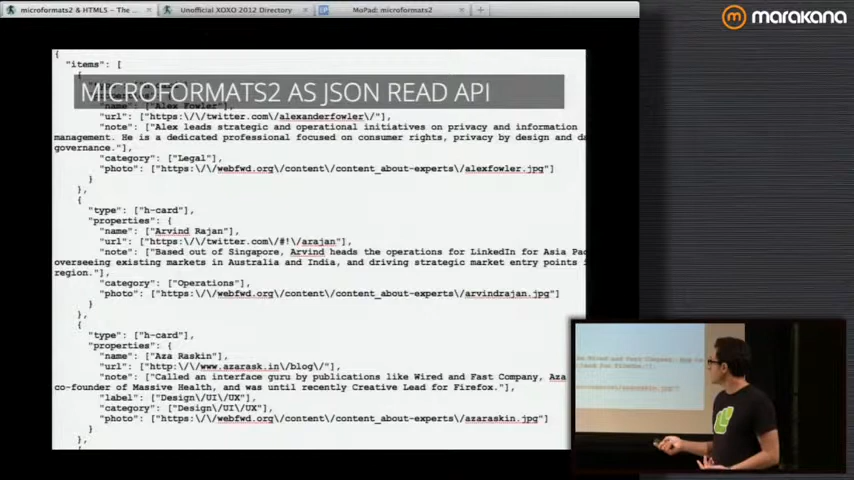 microformats2 & HTML5 – The ...
Unofficial XOXO 2012 Directory
MoPad: microformats2
marakana
{
"items": [
{
MICROFORMATS2 AS JSON READ API
"name": ["Alex Fowler"],
"url": ["https:\/\/twitter.com\/alexanderfowler\/"],
"note": ["Alex leads strategic and operational initiatives on privacy and information
management. He is a dedicated professional focused on consumer rights, privacy by design and da
governance."],
"category": ["Legal"],
"photo": ["https:\/\/webfwd.org\/content\/content_about-experts\/alexfowler.jpg"]
}
},
{
"type": ["h-card"],
"properties": {
"name": ["Arvind Rajan"],
"url": ["https:\/\/twitter.com\/#!\/arajan"],
"note": ["Based out of Singapore, Arvind heads the operations for LinkedIn for Asia Pac
overseeing existing markets in Australia and India, and driving strategic market entry points i
region."],
"category": ["Operations"],
"photo": ["https:\/\/webfwd.org\/content\/content_about-experts\/arvindrajan.jpg"]
}
},
{
"type": ["h-card"],
"properties": {
"name": ["Aza Raskin"],
"url": ["http:\/\/www.azarask.in\/blog\/"],
"note": ["Called an interface guru by publications like Wired and Fast Company, Aza
co-founder of Massive Health, and was until recently Creative Lead for Firefox."],
"label": ["Design\/UI\/UX"],
"category": ["Design\/UI\/UX"],
"photo": ["https:\/\/webfwd.org\/content\/content_about-experts\/azaraskin.jpg"]
}
},